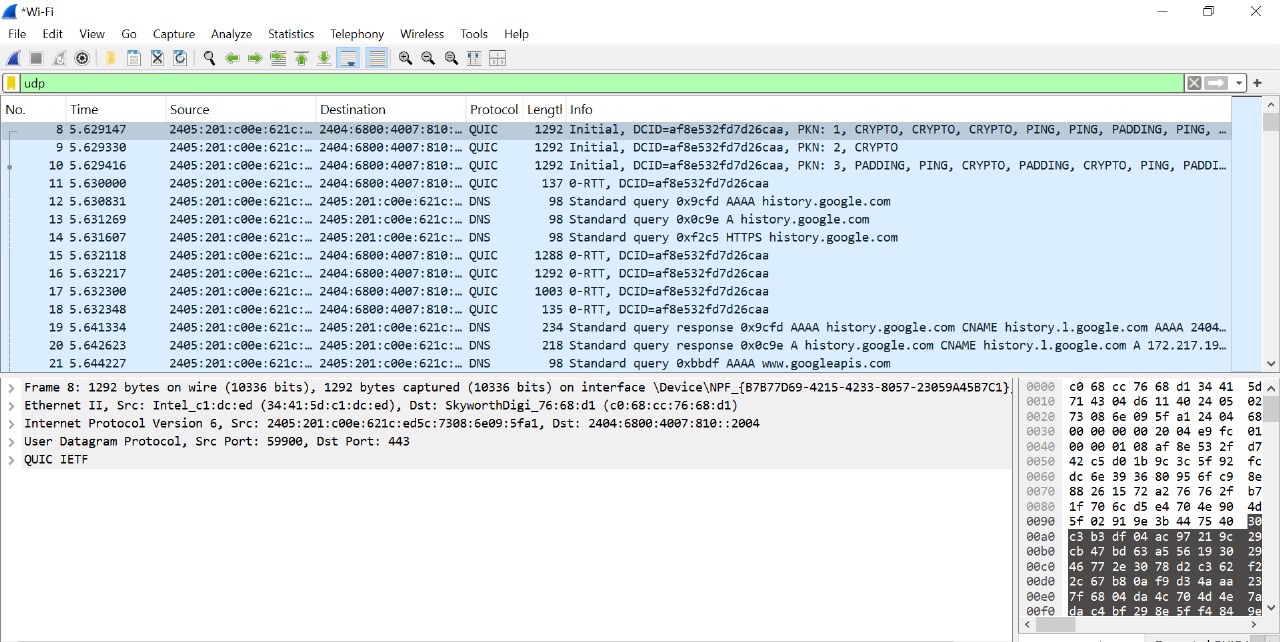 *Wi-Fi
File Edit View Go Capture Analyze Statistics Telephony Wireless Tools Help
udp
No. Time Source Destination Protocol Length Info
8 5.629147 2405:201:c00e:621c:… 2404:6800:4007:810:… QUIC 1292 Initial, DCID=af8e532fd7d26caa, PKN: 1, CRYPTO, CRYPTO, CRYPTO, PING, PING, PADDING, PING, …
9 5.629330 2405:201:c00e:621c:… 2404:6800:4007:810:… QUIC 1292 Initial, DCID=af8e532fd7d26caa, PKN: 2, CRYPTO
10 5.629416 2405:201:c00e:621c:… 2404:6800:4007:810:… QUIC 1292 Initial, DCID=af8e532fd7d26caa, PKN: 3, PADDING, PING, CRYPTO, PADDING, CRYPTO, PING, PADDI…
11 5.630000 2405:201:c00e:621c:… 2404:6800:4007:810:… QUIC 137 0-RTT, DCID=af8e532fd7d26caa
12 5.630831 2405:201:c00e:621c:… 2405:201:c00e:621c:… DNS 98 Standard query 0x9cfd AAAA history.google.com
13 5.631269 2405:201:c00e:621c:… 2405:201:c00e:621c:… DNS 98 Standard query 0x0c9e A history.google.com
14 5.631607 2405:201:c00e:621c:… 2405:201:c00e:621c:… DNS 98 Standard query 0xf2c5 HTTPS history.google.com
15 5.632118 2405:201:c00e:621c:… 2404:6800:4007:810:… QUIC 1288 0-RTT, DCID=af8e532fd7d26caa
16 5.632217 2405:201:c00e:621c:… 2404:6800:4007:810:… QUIC 1292 0-RTT, DCID=af8e532fd7d26caa
17 5.632300 2405:201:c00e:621c:… 2404:6800:4007:810:… QUIC 1003 0-RTT, DCID=af8e532fd7d26caa
18 5.632348 2405:201:c00e:621c:… 2404:6800:4007:810:… QUIC 135 0-RTT, DCID=af8e532fd7d26caa
19 5.641334 2405:201:c00e:621c:… 2405:201:c00e:621c:… DNS 234 Standard query response 0x9cfd AAAA history.google.com CNAME history.l.google.com AAAA 2404…
20 5.642623 2405:201:c00e:621c:… 2405:201:c00e:621c:… DNS 218 Standard query response 0x0c9e A history.google.com CNAME history.l.google.com A 172.217.19…
21 5.644227 2405:201:c00e:621c:… 2405:201:c00e:621c:… DNS 98 Standard query 0xbbdf AAAA www.googleapis.com
Frame 8: 1292 bytes on wire (10336 bits), 1292 bytes captured (10336 bits) on interface \Device\NPF_{B7B77D69-4215-4233-8057-23059A45B7C1},
Ethernet II, Src: Intel_c1:dc:ed (34:41:5d:c1:dc:ed), Dst: SkyworthDigi_76:68:d1 (c0:68:cc:76:68:d1)
Internet Protocol Version 6, Src: 2405:201:c00e:621c:ed5c:7308:6e09:5fa1, Dst: 2404:6800:4007:810::2004
User Datagram Protocol, Src Port: 59900, Dst Port: 443
QUIC IETF
0000 c0 68 cc 76 68 d1 34 41 5d
0010 71 43 04 d6 11 40 24 05 02
0020 73 08 6e 09 5f a1 24 04 68
0030 00 00 00 00 20 04 e9 fc 01
0040 00 00 01 08 af 8e 53 2f d7
0050 42 c5 d0 1b 9c 3c 5f 92 fc
0060 dc 6e 39 36 80 95 6f c9 8e
0070 88 26 15 72 a2 76 76 2f b7
0080 1f 70 6c d5 e4 70 4e 90 4d
0090 5f 02 91 9e 3b 44 75 40 30
00a0 c3 b3 df 04 ac 97 21 9c 29
00b0 cb 47 bd 63 a5 56 19 30 29
00c0 46 77 2e 30 78 d2 c3 62 f2
00d0 2c 67 b8 0a f9 d3 4a aa 23
00e0 7f 68 04 da 4c 70 4d 4e 7a
00f0 da c4 bf 29 8e 5f f4 84 9e